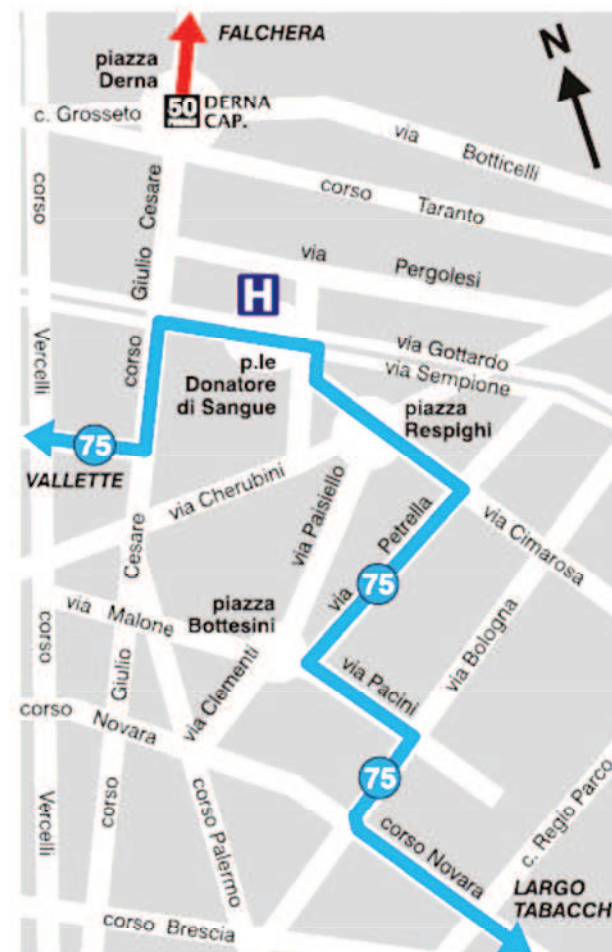 FALCHERA
N
piazza
Derna
50 DERNA
CAP.
c. Grosseto
via Botticelli
corso Taranto
corso Vercelli
corso Giulio Cesare
via Pergolesi
H
via Gottardo
via Sempione
p.le
Donatore
di Sangue
piazza
Respighi
75
VALLETTE
via Cherubini
via Paisiello
via Petrella
via Cimarosa
75
via Malone
piazza
Bottesini
via Bologna
via Clementi
via Pacini
corso Novara
corso Giulio Cesare
corso Vercelli
75
corso Palermo
corso Novara
c. Regio Parco
LARGO
TABACCHI
corso Brescia